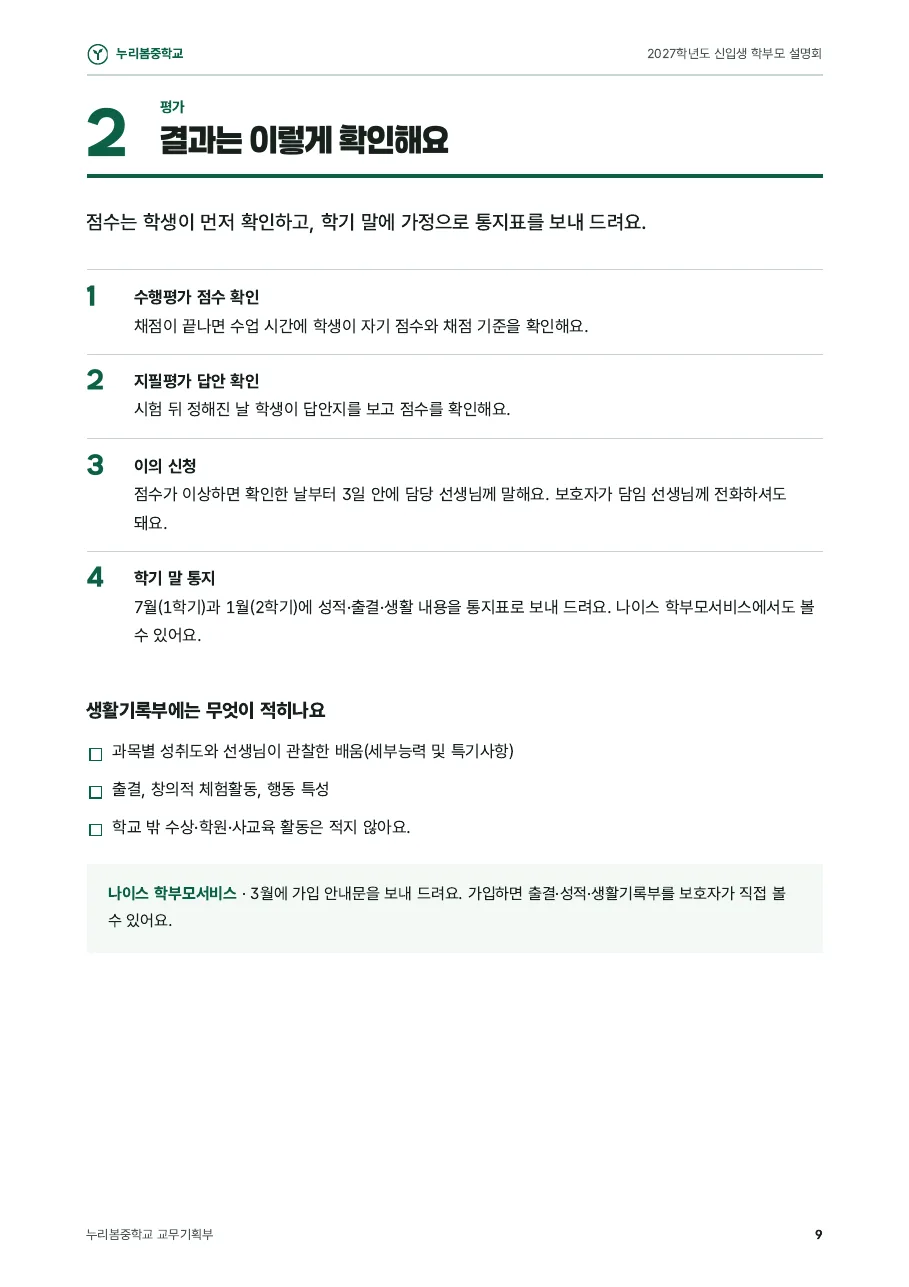 누리봄중학교
2027학년도 신입생 학부모 설명회
2
평가
결과는 이렇게 확인해요
점수는 학생이 먼저 확인하고, 학기 말에 가정으로 통지표를 보내 드려요.
1
수행평가 점수 확인
채점이 끝나면 수업 시간에 학생이 자기 점수와 채점 기준을 확인해요.
2
지필평가 답안 확인
시험 뒤 정해진 날 학생이 답안지를 보고 점수를 확인해요.
3
이의 신청
점수가 이상하면 확인한 날부터 3일 안에 담당 선생님께 말해요. 보호자가 담임 선생님께 전화하셔도
돼요.
4
학기 말 통지
7월(1학기)과 1월(2학기)에 성적·출결·생활 내용을 통지표로 보내 드려요. 나이스 학부모서비스에서도 볼
수 있어요.
생활기록부에는 무엇이 적히나요
과목별 성취도와 선생님이 관찰한 배움(세부능력 및 특기사항)
출결, 창의적 체험활동, 행동 특성
학교 밖 수상·학원·사교육 활동은 적지 않아요.
나이스 학부모서비스 · 3월에 가입 안내문을 보내 드려요. 가입하면 출결·성적·생활기록부를 보호자가 직접 볼
수 있어요.
누리봄중학교 교무기획부
9